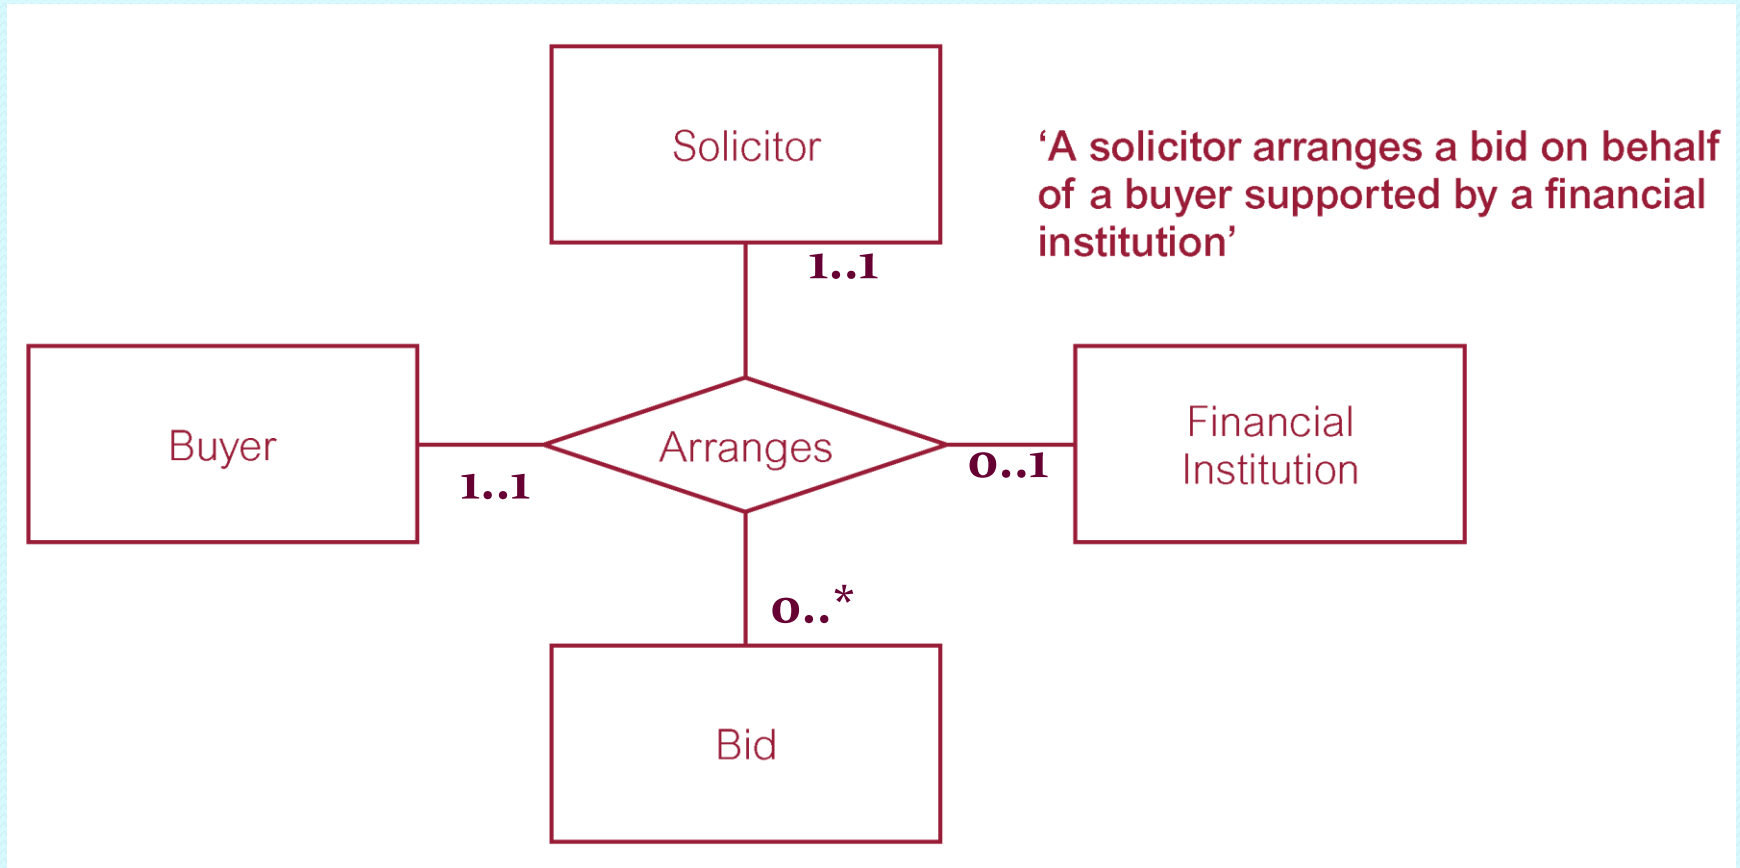 Solicitor
‘A solicitor arranges a bid on behalf
of a buyer supported by a financial
institution’
1..1
Buyer
Arranges
Financial
Institution
1..1
0..1
0..*
Bid